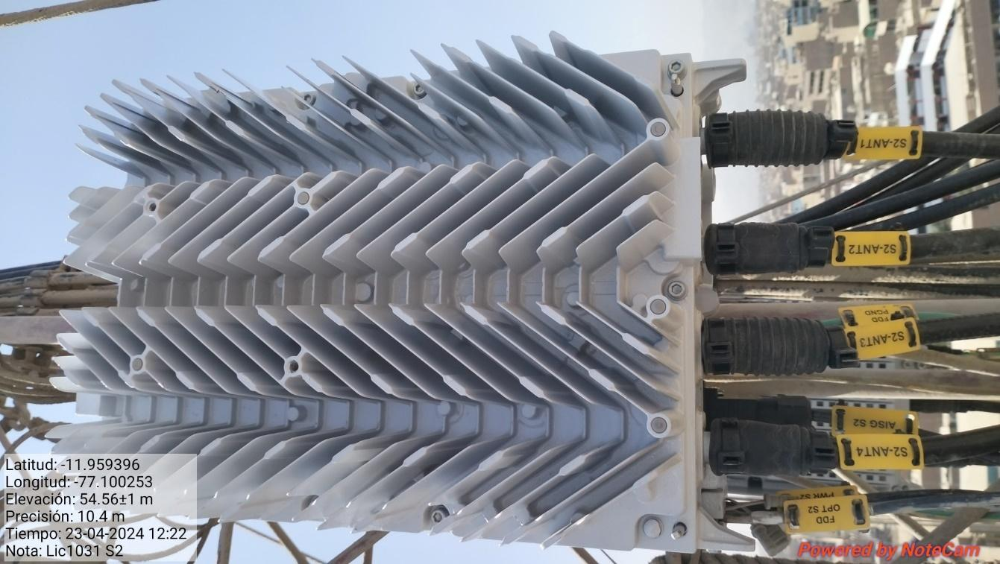 S2-ANT1
S2-ANT2
FDD
PGND
S2-ANT3
AISG S2
S2-ANT4
PWR S2
FDD
OPT S2
Latitud: -11.959396
Longitud: -77.100253
Elevación: 54.56±1 m
Precisión: 10.4 m
Tiempo: 23-04-2024 12:22
Nota: Lic1031 S2
Powered by NoteCam